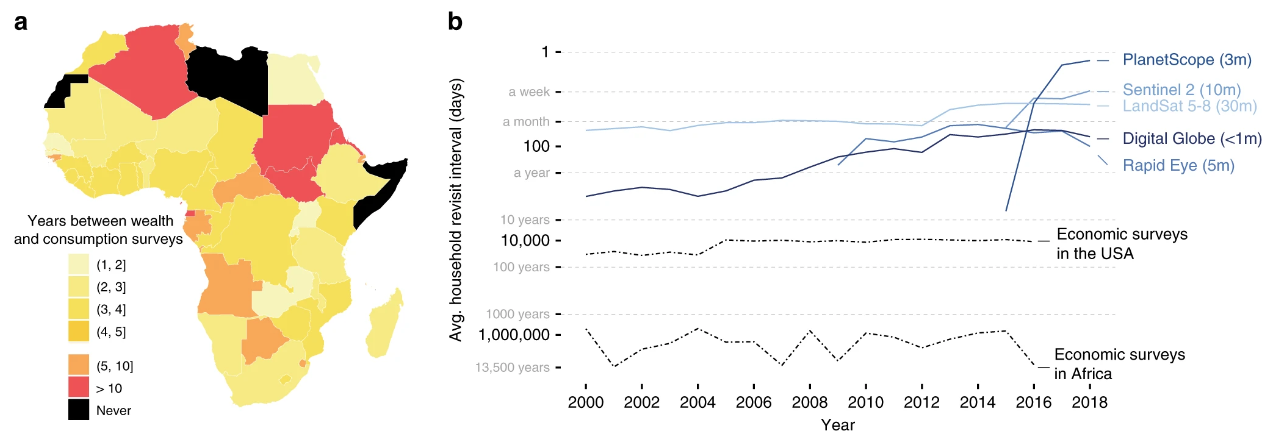 a
Years between wealth
and consumption surveys
(1, 2]
(2, 3]
(3, 4]
(4, 5]
(5, 10]
> 10
Never
b
Avg. household revisit interval (days)
1
a week
a month
100
a year
10 years
10,000
100 years
1000 years
1,000,000
13,500 years
PlanetScope (3m)
Sentinel 2 (10m)
LandSat 5-8 (30m)
Digital Globe (<1m)
Rapid Eye (5m)
Economic surveys
in the USA
Economic surveys
in Africa
2000
2002
2004
2006
2008
2010
2012
2014
2016
2018
Year